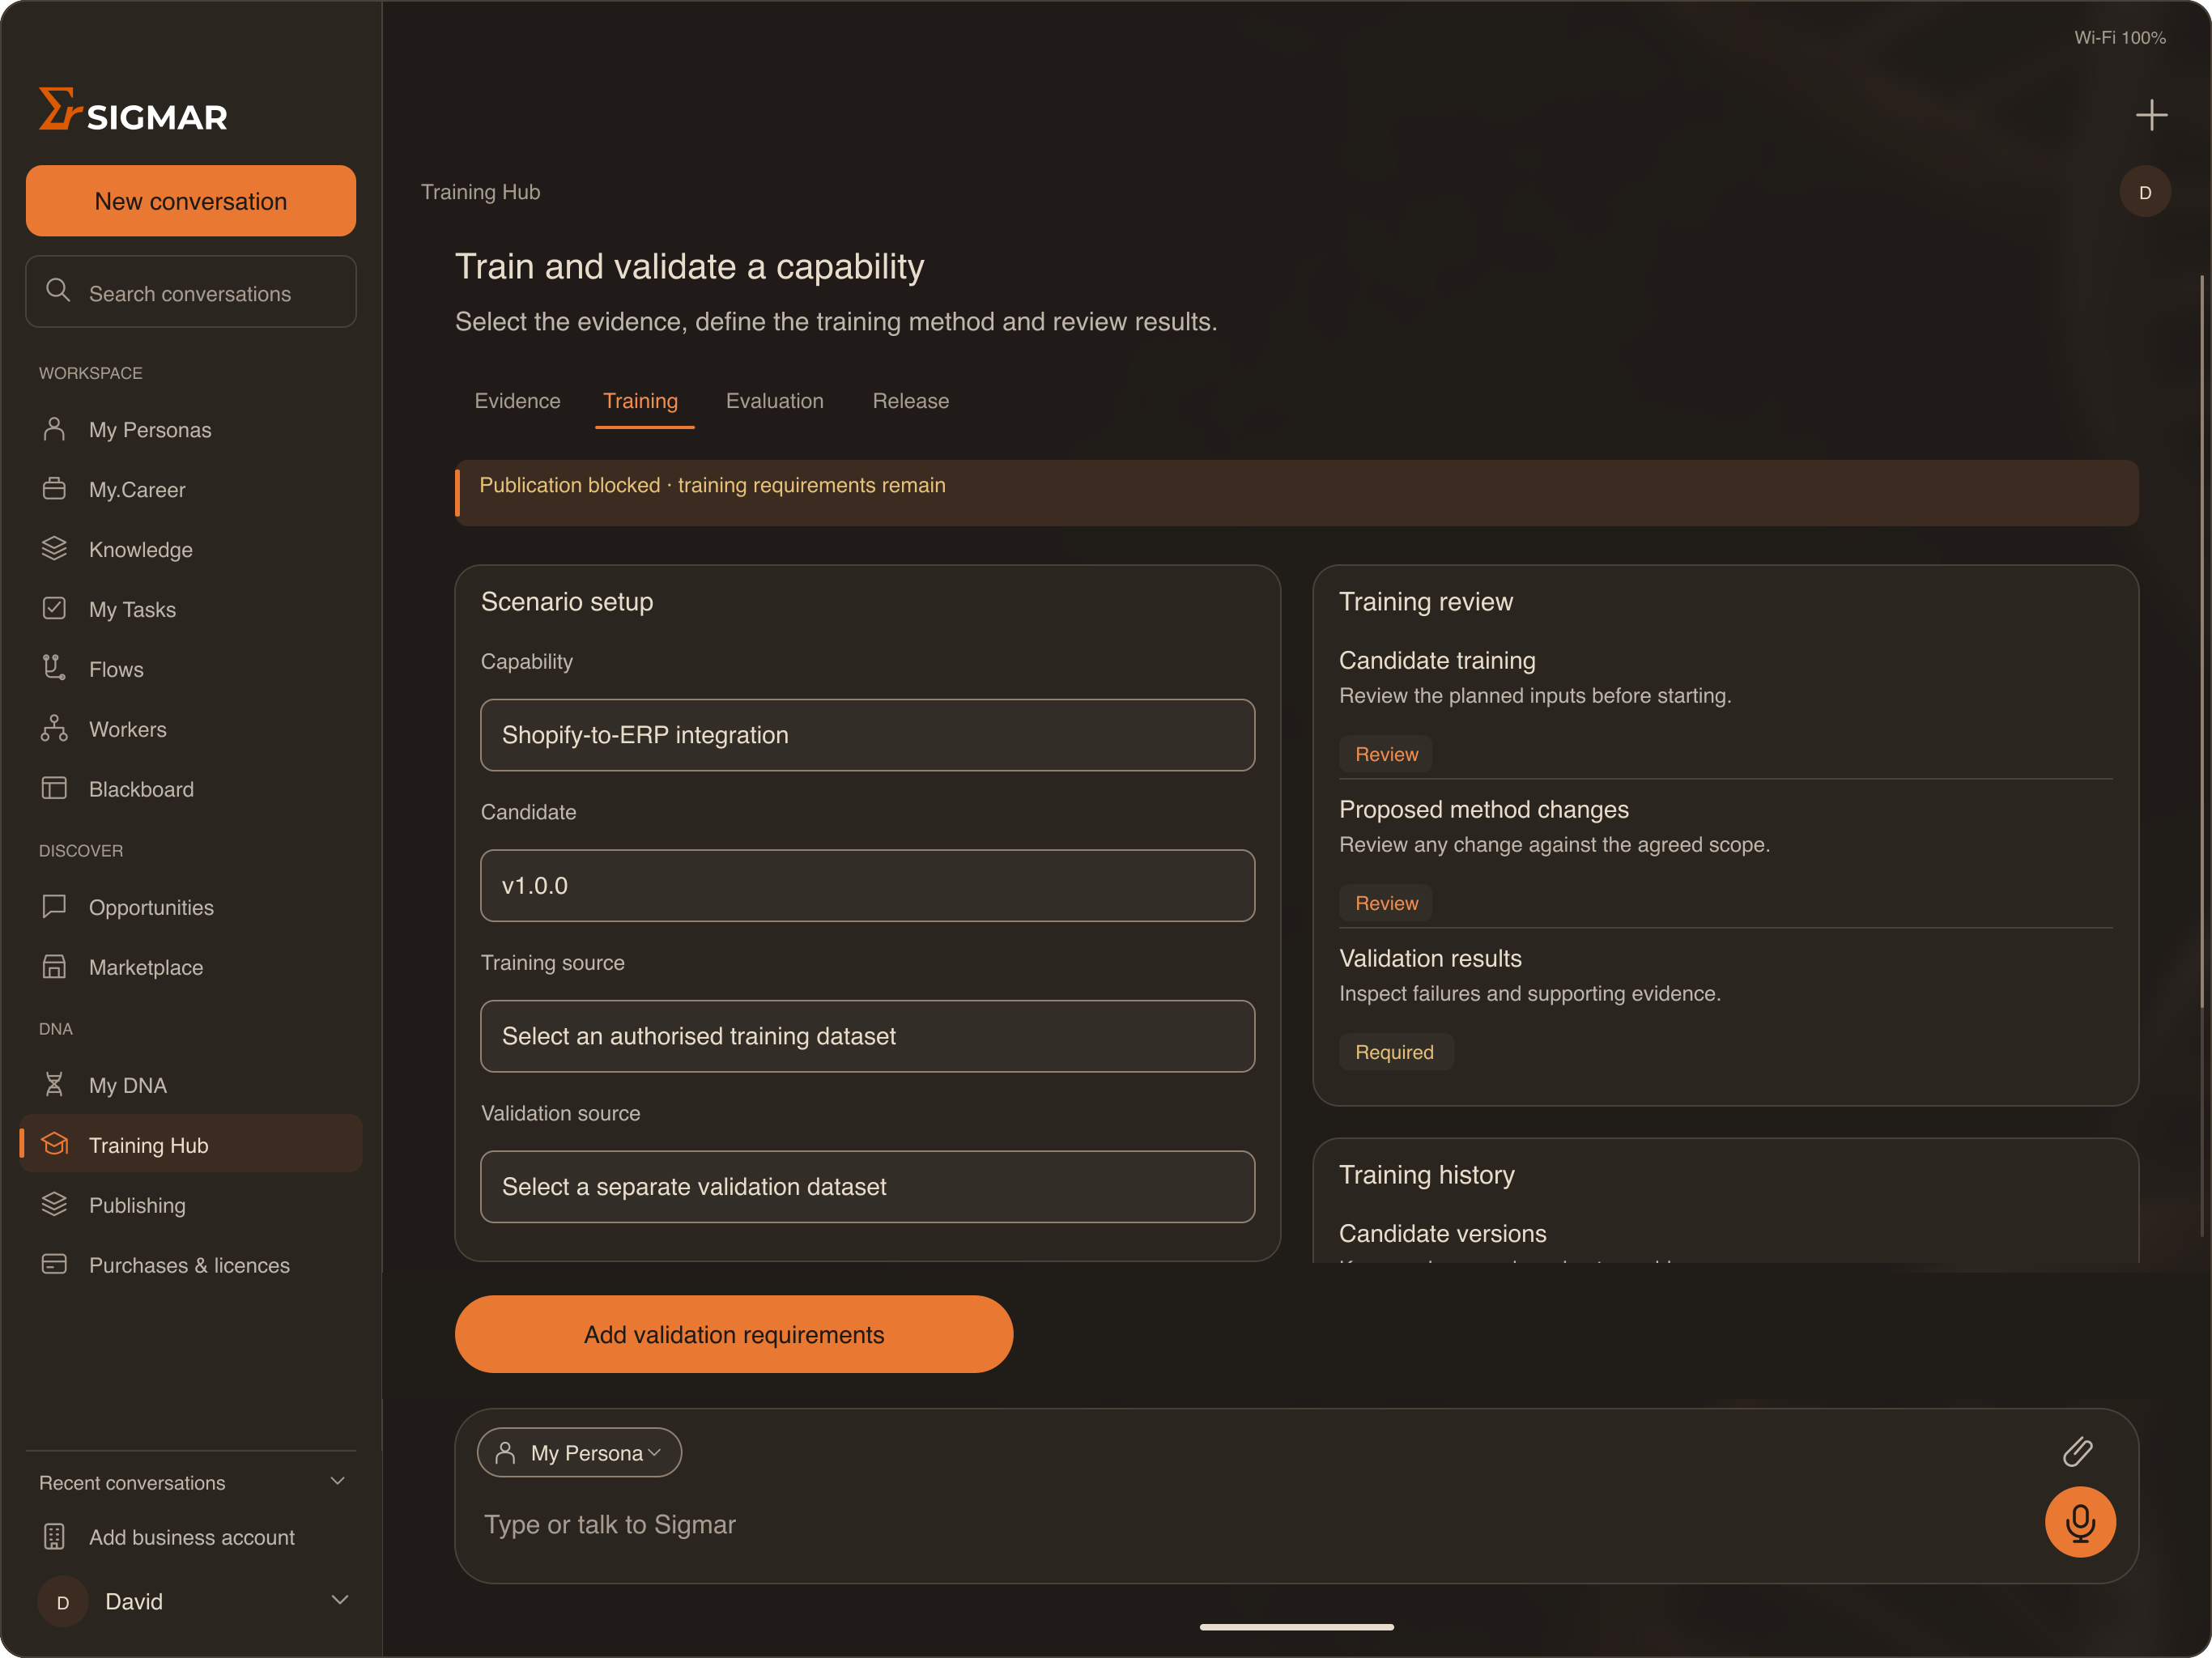 Wi-Fi 100%
Σr SIGMAR
New conversation
Search conversations
WORKSPACE
My Personas
My.Career
Knowledge
My Tasks
Flows
Workers
Blackboard
DISCOVER
Opportunities
Marketplace
DNA
My DNA
Training Hub
Publishing
Purchases & licences
Recent conversations
Add business account
D
David
Training Hub
D
Train and validate a capability
Select the evidence, define the training method and review results.
Evidence
Training
Evaluation
Release
Publication blocked · training requirements remain
Scenario setup
Capability
Shopify-to-ERP integration
Candidate
v1.0.0
Training source
Select an authorised training dataset
Validation source
Select a separate validation dataset
Training review
Candidate training
Review the planned inputs before starting.
Review
Proposed method changes
Review any change against the agreed scope.
Review
Validation results
Inspect failures and supporting evidence.
Required
Training history
Candidate versions
Add validation requirements
My Persona
Type or talk to Sigmar